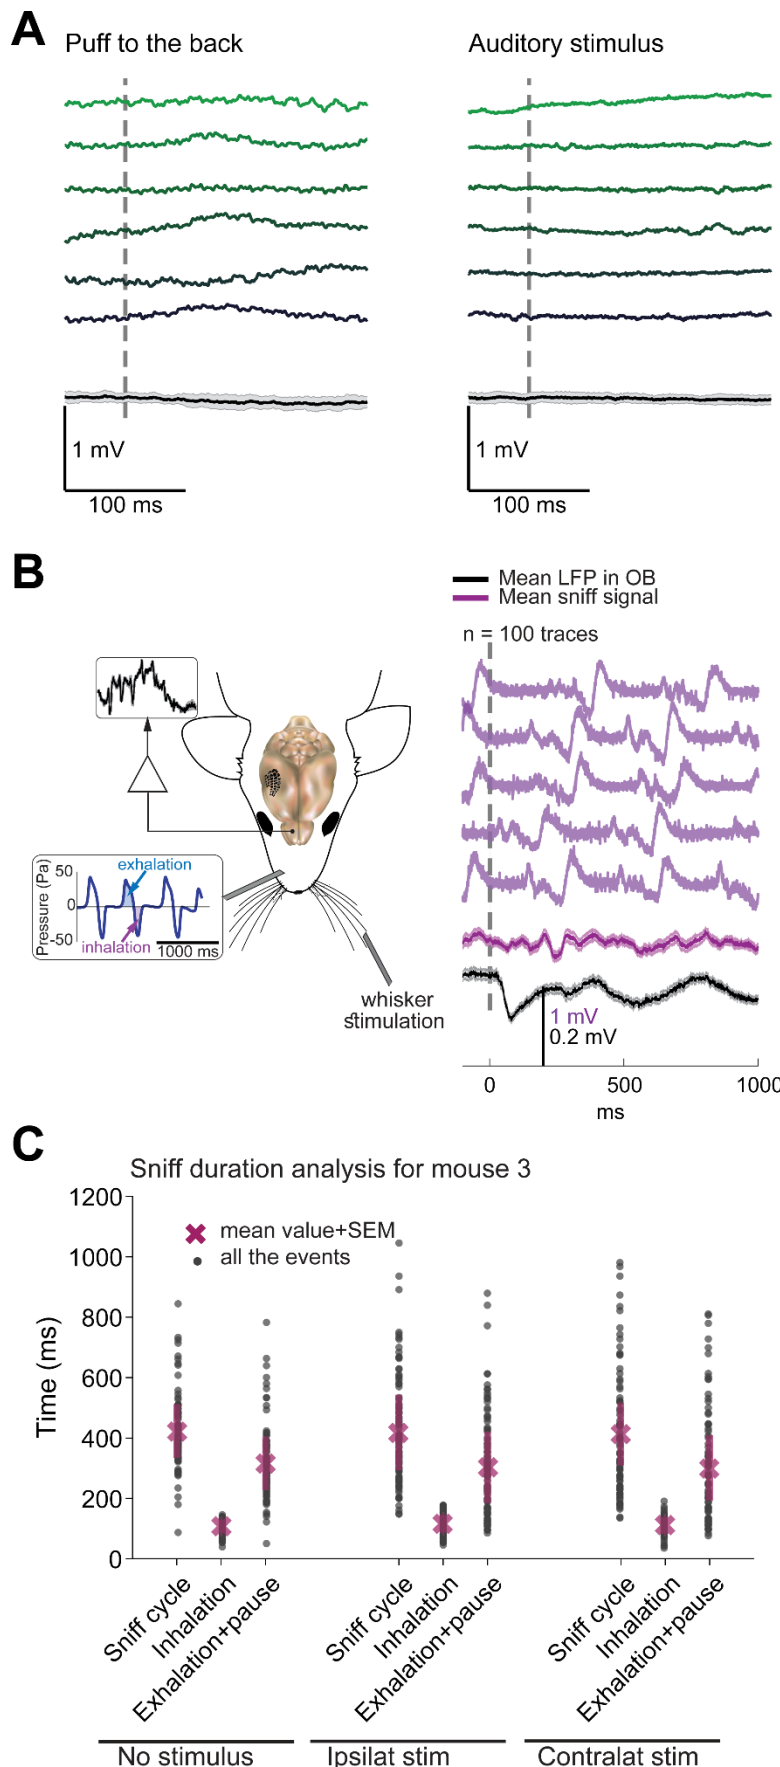 A
Puff to the back
Auditory stimulus
1 mV
100 ms
1 mV
100 ms
B
Mean LFP in OB
Mean sniff signal
n = 100 traces
50
0
-50
Pressure (Pa)
exhalation
inhalation
1000 ms
whisker
stimulation
1 mV
0.2 mV
0
500
1000
ms
C
Sniff duration analysis for mouse 3
1200
1000
800
600
400
200
0
Time (ms)
mean value+SEM
all the events
Sniff cycle
Inhalation
Exhalation+pause
Sniff cycle
Inhalation
Exhalation+pause
Sniff cycle
Inhalation
Exhalation+pause
No stimulus
Ipsilat stim
Contralat stim